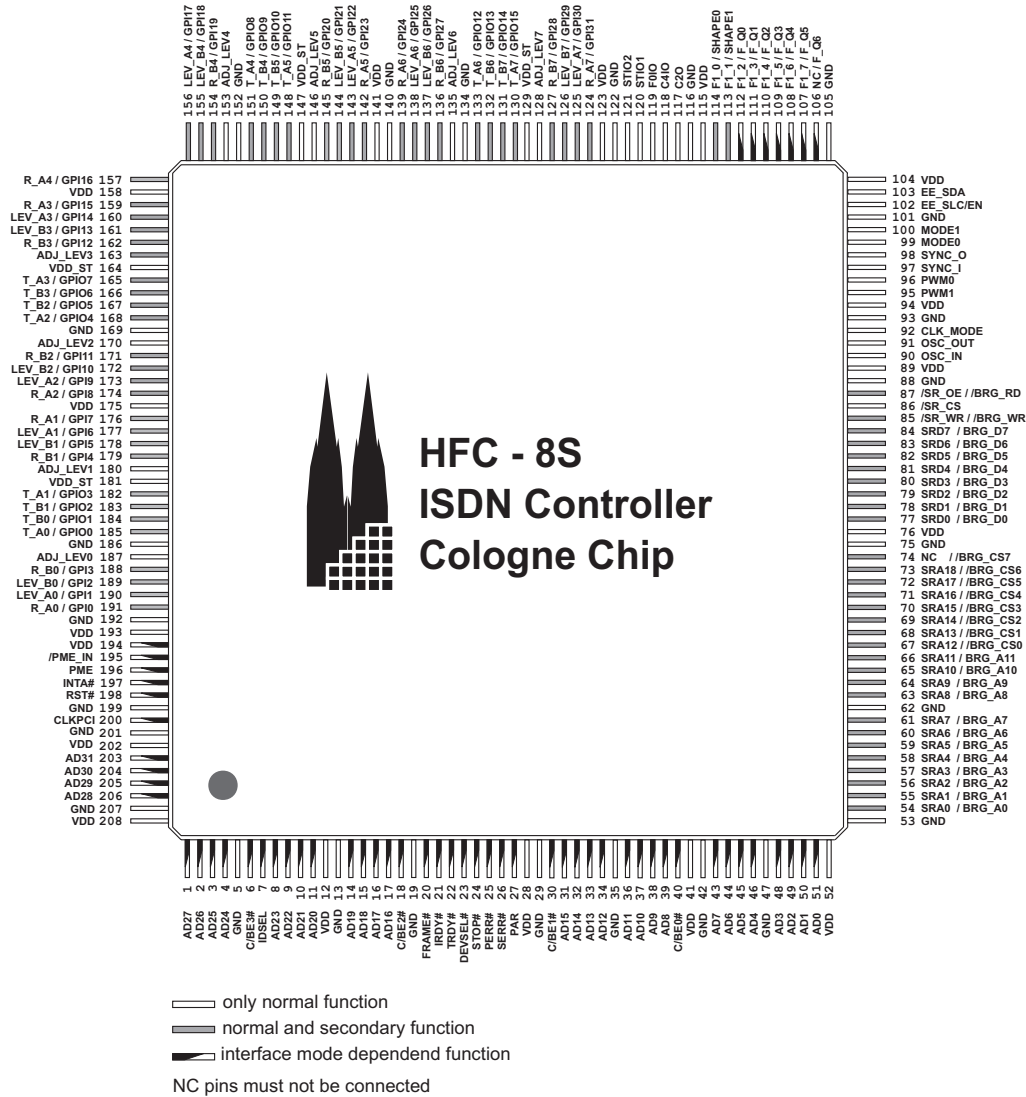 156 LEV_A4 / GPI17
155 LEV_B4 / GPI18
154 R_B4 / GPI19
153 ADJ_LEV4
152 GND
151 T_A4 / GPIO8
150 T_B4 / GPIO9
149 T_B5 / GPIO10
148 T_A5 / GPIO11
147 VDD_ST
146 ADJ_LEV5
145 R_B5 / GPI20
144 LEV_B5 / GPI21
143 LEV_A5 / GPI22
142 R_A5 / GPI23
141 VDD
140 GND
139 R_A6 / GPI24
138 LEV_A6 / GPI25
137 LEV_B6 / GPI26
136 R_B6 / GPI27
135 ADJ_LEV6
134 GND
133 T_A6 / GPIO12
132 T_B6 / GPIO13
131 T_B7 / GPIO14
130 T_A7 / GPIO15
129 VDD_ST
128 ADJ_LEV7
127 R_B7 / GPI28
126 LEV_B7 / GPI29
125 LEV_A7 / GPI30
124 R_A7 / GPI31
123 VDD
122 GND
121 STIO2
120 STIO1
119 F0IO
118 C4IO
117 C2O
116 GND
115 VDD
114 F1_0 / SHAPE0
113 F1_1 / SHAPE1
112 F1_2 / F_Q0
111 F1_3 / F_Q1
110 F1_4 / F_Q2
109 F1_5 / F_Q3
108 F1_6 / F_Q4
107 F1_7 / F_Q5
106 NC / F_Q6
105 GND
R_A4 / GPI16 157
VDD 158
R_A3 / GPI15 159
LEV_A3 / GPI14 160
LEV_B3 / GPI13 161
R_B3 / GPI12 162
ADJ_LEV3 163
VDD_ST 164
T_A3 / GPIO7 165
T_B3 / GPIO6 166
T_B2 / GPIO5 167
T_A2 / GPIO4 168
GND 169
ADJ_LEV2 170
R_B2 / GPI11 171
LEV_B2 / GPI10 172
LEV_A2 / GPI9 173
R_A2 / GPI8 174
VDD 175
R_A1 / GPI7 176
LEV_A1 / GPI6 177
LEV_B1 / GPI5 178
R_B1 / GPI4 179
ADJ_LEV1 180
VDD_ST 181
T_A1 / GPIO3 182
T_B1 / GPIO2 183
T_B0 / GPIO1 184
T_A0 / GPIO0 185
GND 186
ADJ_LEV0 187
R_B0 / GPI3 188
LEV_B0 / GPI2 189
LEV_A0 / GPI1 190
R_A0 / GPI0 191
GND 192
VDD 193
VDD 194
/PME_IN 195
PME 196
INTA# 197
RST# 198
GND 199
CLKPCI 200
GND 201
VDD 202
AD31 203
AD30 204
AD29 205
AD28 206
GND 207
VDD 208
HFC - 8S
ISDN Controller
Cologne Chip
104 VDD
103 EE_SDA
102 EE_SLC/EN
101 GND
100 MODE1
99 MODE0
98 SYNC_O
97 SYNC_I
96 PWM0
95 PWM1
94 VDD
93 GND
92 CLK_MODE
91 OSC_OUT
90 OSC_IN
89 VDD
88 GND
87 /SR_OE / /BRG_RD
86 /SR_CS
85 /SR_WR / /BRG_WR
84 SRD7 / BRG_D7
83 SRD6 / BRG_D6
82 SRD5 / BRG_D5
81 SRD4 / BRG_D4
80 SRD3 / BRG_D3
79 SRD2 / BRG_D2
78 SRD1 / BRG_D1
77 SRD0 / BRG_D0
76 VDD
75 GND
74 NC / /BRG_CS7
73 SRA18 / /BRG_CS6
72 SRA17 / /BRG_CS5
71 SRA16 / /BRG_CS4
70 SRA15 / /BRG_CS3
69 SRA14 / /BRG_CS2
68 SRA13 / /BRG_CS1
67 SRA12 / /BRG_CS0
66 SRA11 / BRG_A11
65 SRA10 / BRG_A10
64 SRA9 / BRG_A9
63 SRA8 / BRG_A8
62 GND
61 SRA7 / BRG_A7
60 SRA6 / BRG_A6
59 SRA5 / BRG_A5
58 SRA4 / BRG_A4
57 SRA3 / BRG_A3
56 SRA2 / BRG_A2
55 SRA1 / BRG_A1
54 SRA0 / BRG_A0
53 GND
AD27 1
AD26 2
AD25 3
AD24 4
GND 5
C/BE3# 6
IDSEL 7
AD23 8
AD22 9
AD21 10
AD20 11
VDD 12
GND 13
AD19 14
AD18 15
AD17 16
AD16 17
C/BE2# 18
GND 19
FRAME# 20
IRDY# 21
TRDY# 22
DEVSEL# 23
STOP# 24
PERR# 25
SERR# 26
PAR 27
VDD 28
GND 29
C/BE1# 30
AD15 31
AD14 32
AD13 33
AD12 34
GND 35
AD11 36
AD10 37
AD9 38
AD8 39
C/BE0# 40
VDD 41
GND 42
AD7 43
AD6 44
AD5 45
AD4 46
GND 47
AD3 48
AD2 49
AD1 50
AD0 51
VDD 52
only normal function
normal and secondary function
interface mode dependend function
NC pins must not be connected